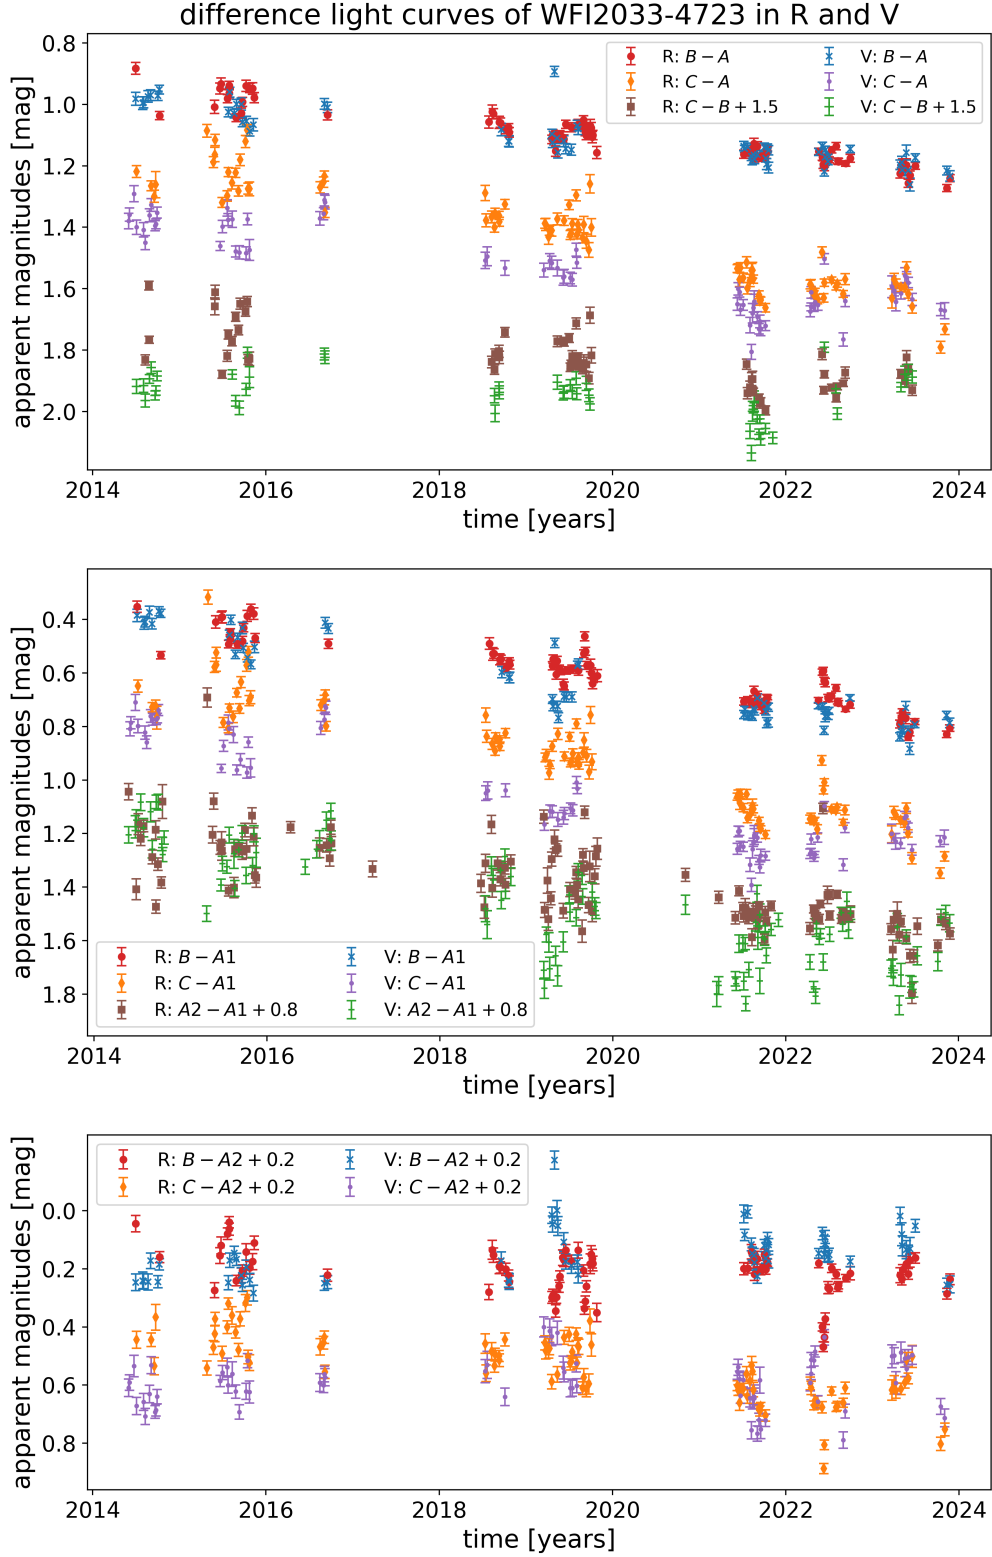 difference light curves of WFI2033-4723 in R and V
apparent magnitudes [mag]
0.8
1.0
1.2
1.4
1.6
1.8
2.0
R: B − A
R: C − A
R: C − B + 1.5
V: B − A
V: C − A
V: C − B + 1.5
2014 2016 2018 2020 2022 2024
time [years]
apparent magnitudes [mag]
0.4
0.6
0.8
1.0
1.2
1.4
1.6
1.8
R: B − A1
R: C − A1
R: A2 − A1 + 0.8
V: B − A1
V: C − A1
V: A2 − A1 + 0.8
2014 2016 2018 2020 2022 2024
time [years]
apparent magnitudes [mag]
0.0
0.2
0.4
0.6
0.8
R: B − A2 + 0.2
R: C − A2 + 0.2
V: B − A2 + 0.2
V: C − A2 + 0.2
2014 2016 2018 2020 2022 2024
time [years]